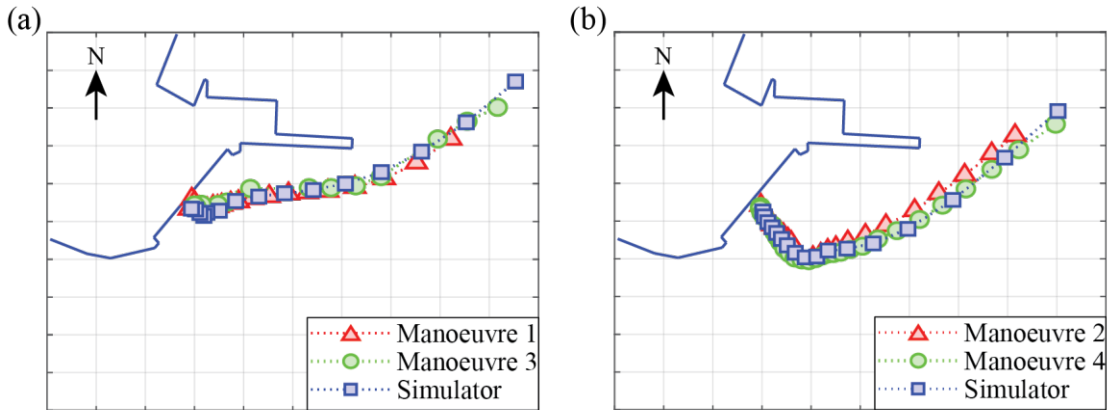 (a)
N
Manoeuvre 1
Manoeuvre 3
Simulator
(b)
N
Manoeuvre 2
Manoeuvre 4
Simulator